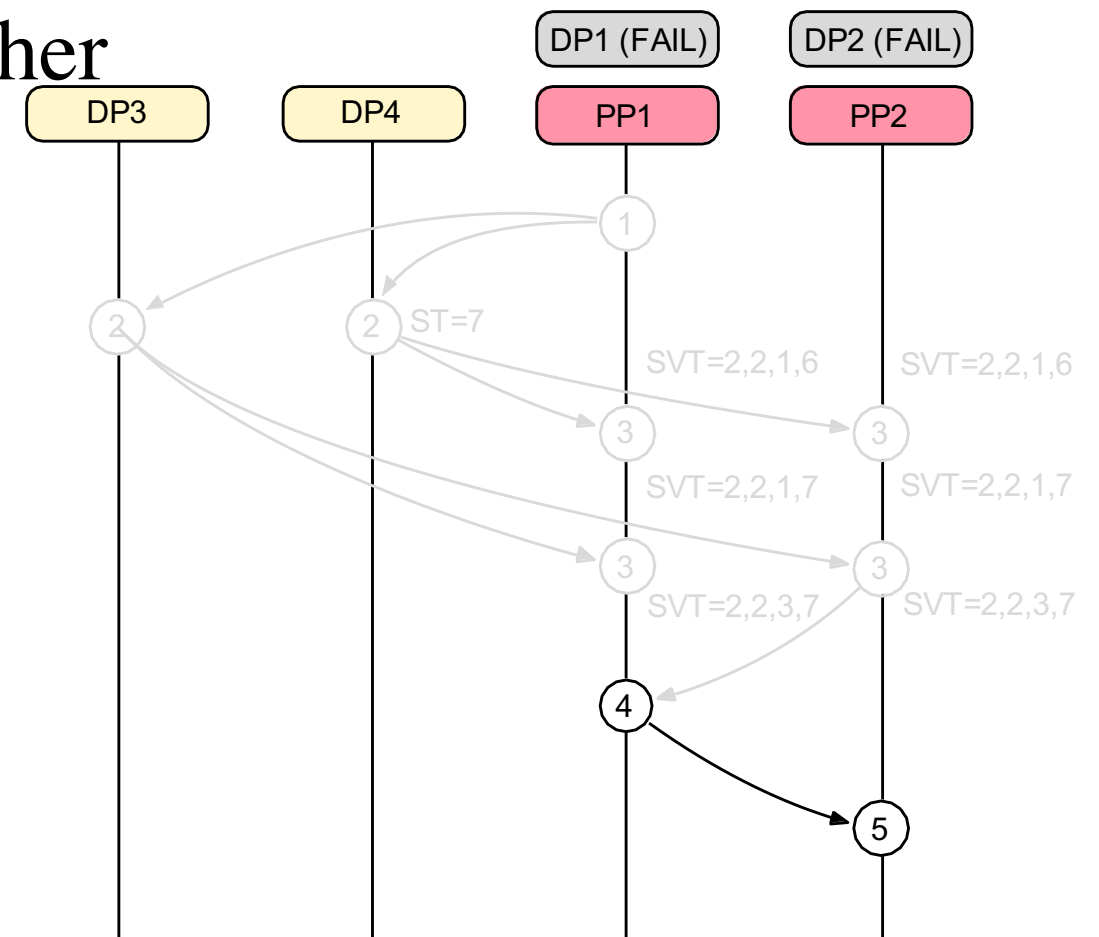 her
DP1 (FAIL)
DP2 (FAIL)
DP3
DP4
PP1
PP2
1
2
2
ST=7
SVT=2,2,1,6
SVT=2,2,1,6
3
3
SVT=2,2,1,7
SVT=2,2,1,7
3
3
SVT=2,2,3,7
SVT=2,2,3,7
4
5